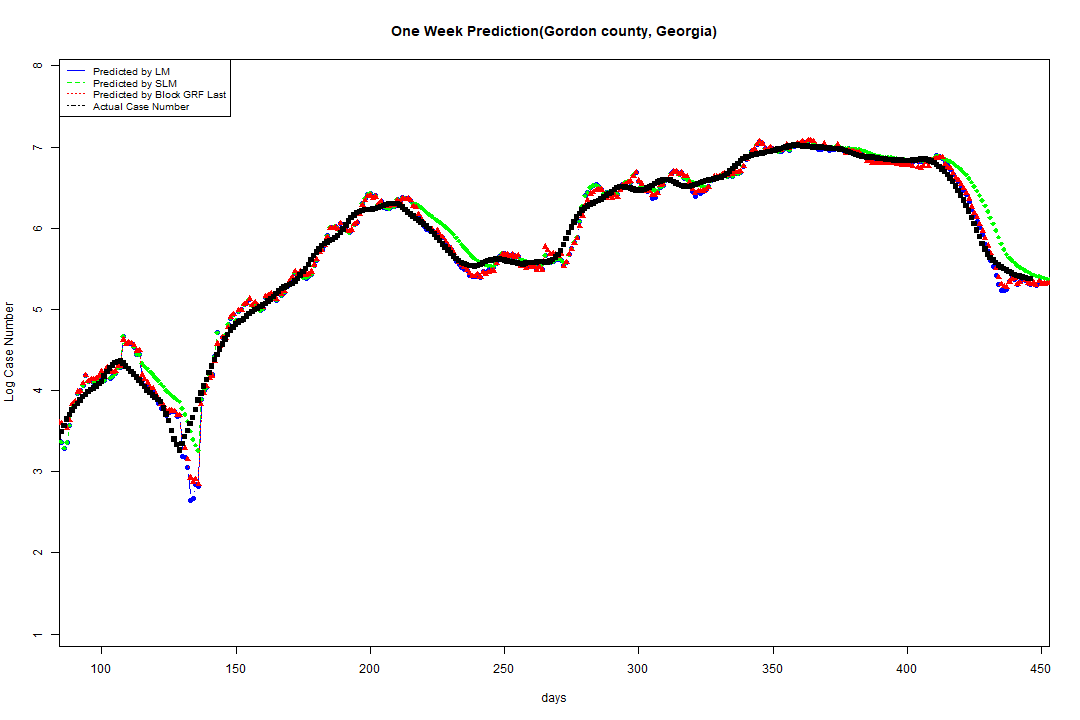 One Week Prediction(Gordon county, Georgia)
Predicted by LM
Predicted by SLM
Predicted by Block GRF Last
Actual Case Number
8
7
6
5
4
3
2
1
Log Case Number
100 150 200 250 300 350 400 450
days